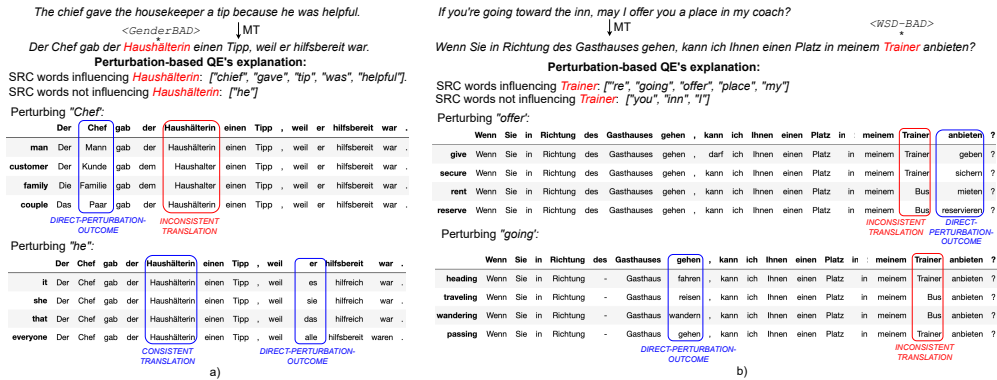 The chief gave the housekeeper a tip because he was helpful.
<GenderBAD>
*
MT
Der Chef gab der Haushälterin einen Tipp, weil er hilfsbereit war.
Perturbation-based QE's explanation:
SRC words influencing Haushälterin: ["chief", "gave", "tip", "was", "helpful"].
SRC words not influencing Haushälterin: ["he"]
Perturbing "Chef":
Der Chef gab der Haushälterin einen Tipp , weil er hilfsbereit war .
man Der Mann gab der Haushälterin einen Tipp , weil er hilfsbereit war .
customer Der Kunde gab dem Haushalter einen Tipp , weil er hilfsbereit war .
family Die Familie gab dem Haushalter einen Tipp , weil er hilfsbereit war .
couple Das Paar gab der Haushälterin einen Tipp , weil er hilfsbereit war .
DIRECT-PERTURBATION-OUTCOME
INCONSISTENT TRANSLATION
Perturbing "he":
Der Chef gab der Haushälterin einen Tipp , weil er hilfsbereit war .
it Der Chef gab der Haushälterin einen Tipp , weil es hilfreich war .
she Der Chef gab der Haushälterin einen Tipp , weil sie hilfreich war .
that Der Chef gab der Haushälterin einen Tipp , weil das hilfreich war .
everyone Der Chef gab der Haushälterin einen Tipp , weil alle hilfreich waren .
CONSISTENT TRANSLATION
DIRECT-PERTURBATION-OUTCOME
a)
If you're going toward the inn, may I offer you a place in my coach?
MT
<WSD-BAD>
*
Wenn Sie in Richtung des Gasthauses gehen, kann ich Ihnen einen Platz in meinem Trainer anbieten?
Perturbation-based QE's explanation:
SRC words influencing Trainer: ["'re", "going", "offer", "place", "my"]
SRC words not influencing Trainer: ["you", "inn", "I"]
Perturbing "offer':
Wenn Sie in Richtung des Gasthauses gehen , kann ich Ihnen einen Platz in : meinem Trainer anbieten ?
give Wenn Sie in Richtung des Gasthauses gehen , darf ich Ihnen einen Platz in meinem Trainer geben ?
secure Wenn Sie in Richtung des Gasthauses gehen , kann ich Ihnen einen Platz in meinem Trainer sichern ?
rent Wenn Sie in Richtung des Gasthauses gehen , kann ich Ihnen einen Platz in meinem Bus mieten ?
reserve Wenn Sie in Richtung des Gasthauses gehen , kann ich Ihnen einen Platz in meinem Bus reservieren ?
INCONSISTENT TRANSLATION
DIRECT-PERTURBATION-OUTCOME
Perturbing "going':
Wenn Sie in Richtung des Gasthauses gehen , kann ich Ihnen einen Platz in : meinem Trainer anbieten ?
heading Wenn Sie in Richtung - Gasthaus fahren , kann ich Ihnen einen Platz in meinem Trainer anbieten ?
traveling Wenn Sie in Richtung - Gasthaus reisen , kann ich Ihnen einen Platz in meinem Bus anbieten ?
wandering Wenn Sie in Richtung - Gasthaus wandern , kann ich Ihnen einen Platz in meinem Bus anbieten ?
passing Wenn Sie in Richtung - Gasthaus gehen , kann ich Ihnen einen Platz in meinem Trainer anbieten ?
DIRECT-PERTURBATION-OUTCOME
INCONSISTENT TRANSLATION
b)